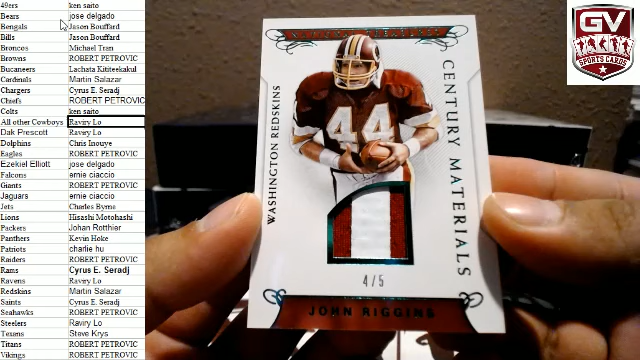 49ers ken saito
Bears jose delgado
Bengals Jason Bouffard
Bills Jason Bouffard
Broncos Michael Tran
Browns ROBERT PETROVIC
Bucaneers Lachata Kititeekakul
Cardinals Martin Salazar
Chargers Cyrus E. Seradj
Chiefs ROBERT PETROVIC
Colts ken saito
All other Cowboys Raviry Lo
Dak Prescott Raviry Lo
Dolphins Chris Inouye
Eagles ROBERT PETROVIC
Ezekiel Elliott jose delgado
Falcons ernie ciaccio
Giants ROBERT PETROVIC
Jaguars ernie ciaccio
Jets Charles Byrne
Lions Hisashi Motohashi
Packers Johan Rotthier
Panthers Kevin Hoke
Patriots charlie hu
Raiders ROBERT PETROVIC
Rams Cyrus E. Seradj
Ravens Raviry Lo
Redskins Martin Salazar
Saints Cyrus E. Seradj
Seahawks ROBERT PETROVIC
Steelers Raviry Lo
Texans Steve Krys
Titans ROBERT PETROVIC
Vikings ROBERT PETROVIC
WASHINGTON REDSKINS
44
CENTURY MATERIALS
4/5
JOHN RIGGINS
GV
SPORTS CARDS